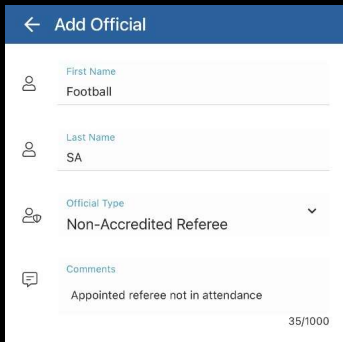 Add Official
First Name
Football
Last Name
SA
Official Type
Non-Accredited Referee
Comments
Appointed referee not in attendance
35/1000